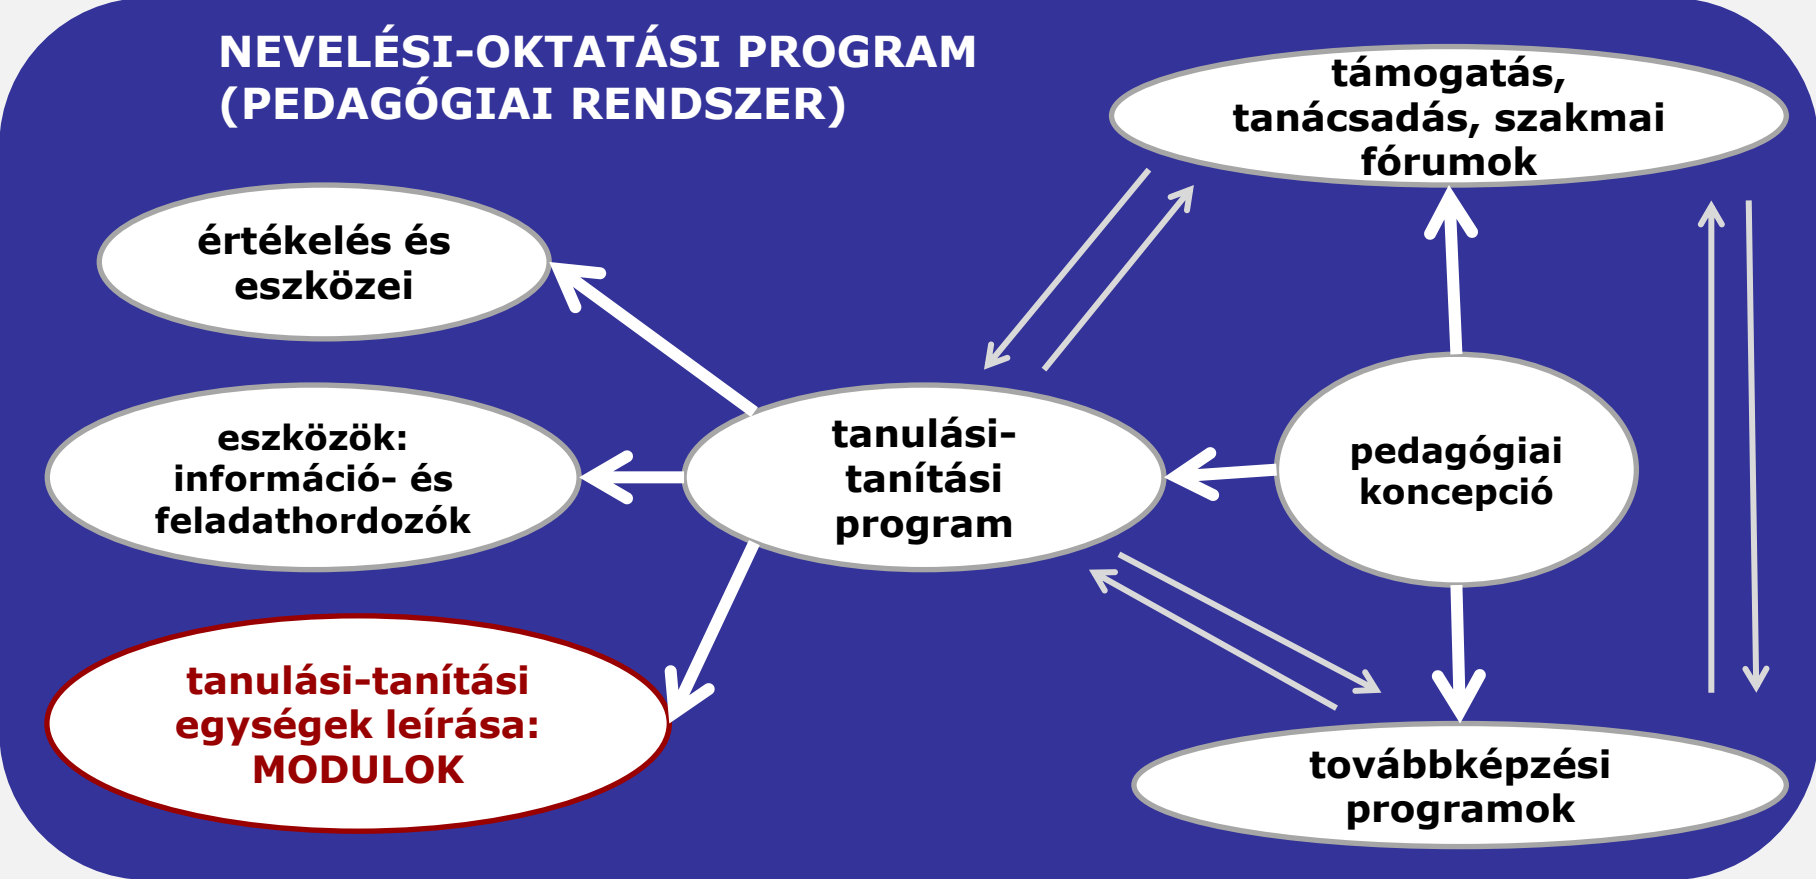 NEVELÉSI-OKTATÁSI PROGRAM
(PEDAGÓGIAI RENDSZER)
támogatás,
tanácsadás, szakmai
fórumok
értékelés és
eszközei
eszközök:
információ- és
feladathordozók
tanulási-
tanítási
program
pedagógiai
koncepció
tanulási-tanítási
egységek leírása:
MODULOK
továbbképzési
programok